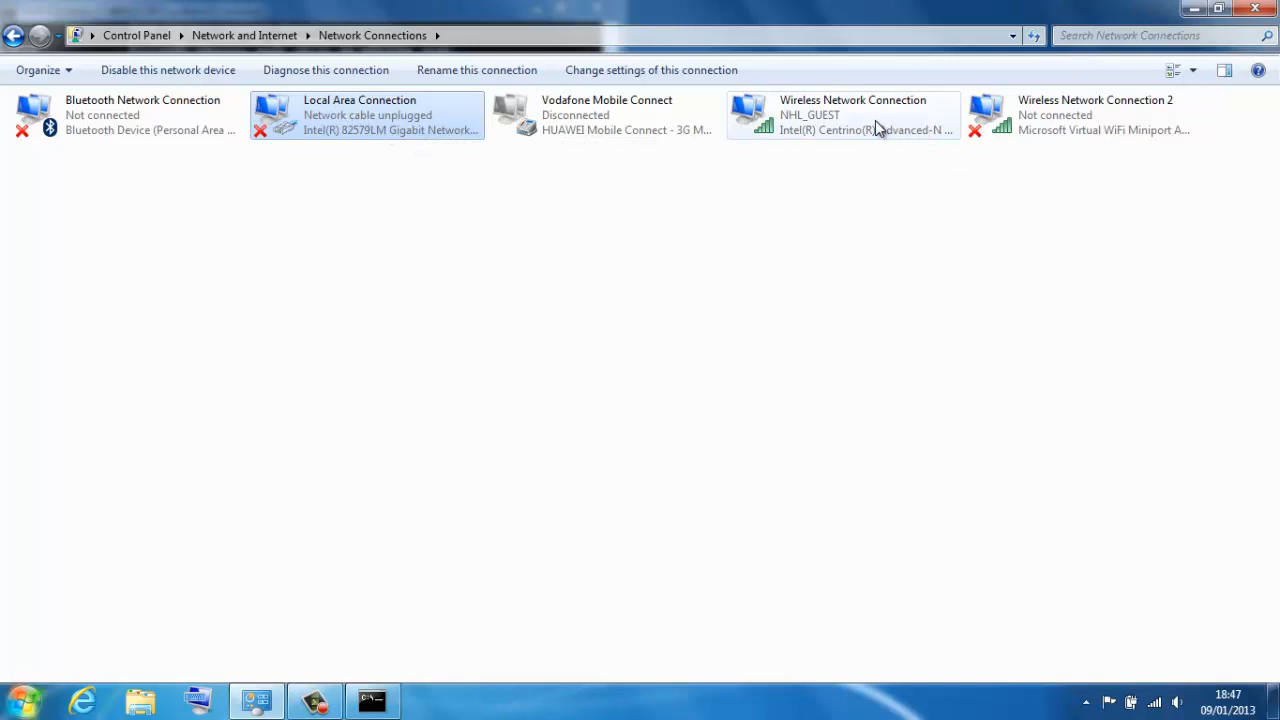 Control Panel
Network and Internet
Network Connections
Search Network Connections
Organize
Disable this network device
Diagnose this connection
Rename this connection
Change settings of this connection
Bluetooth Network Connection
Not connected
Bluetooth Device (Personal Area ...
Local Area Connection
Network cable unplugged
Intel(R) 82579LM Gigabit Network...
Vodafone Mobile Connect
Disconnected
HUAWEI Mobile Connect - 3G M...
Wireless Network Connection
NHL_GUEST
Intel(R) Centrino(R) Advanced-N ...
Wireless Network Connection 2
Not connected
Microsoft Virtual WiFi Miniport A...
18:47
09/01/2013